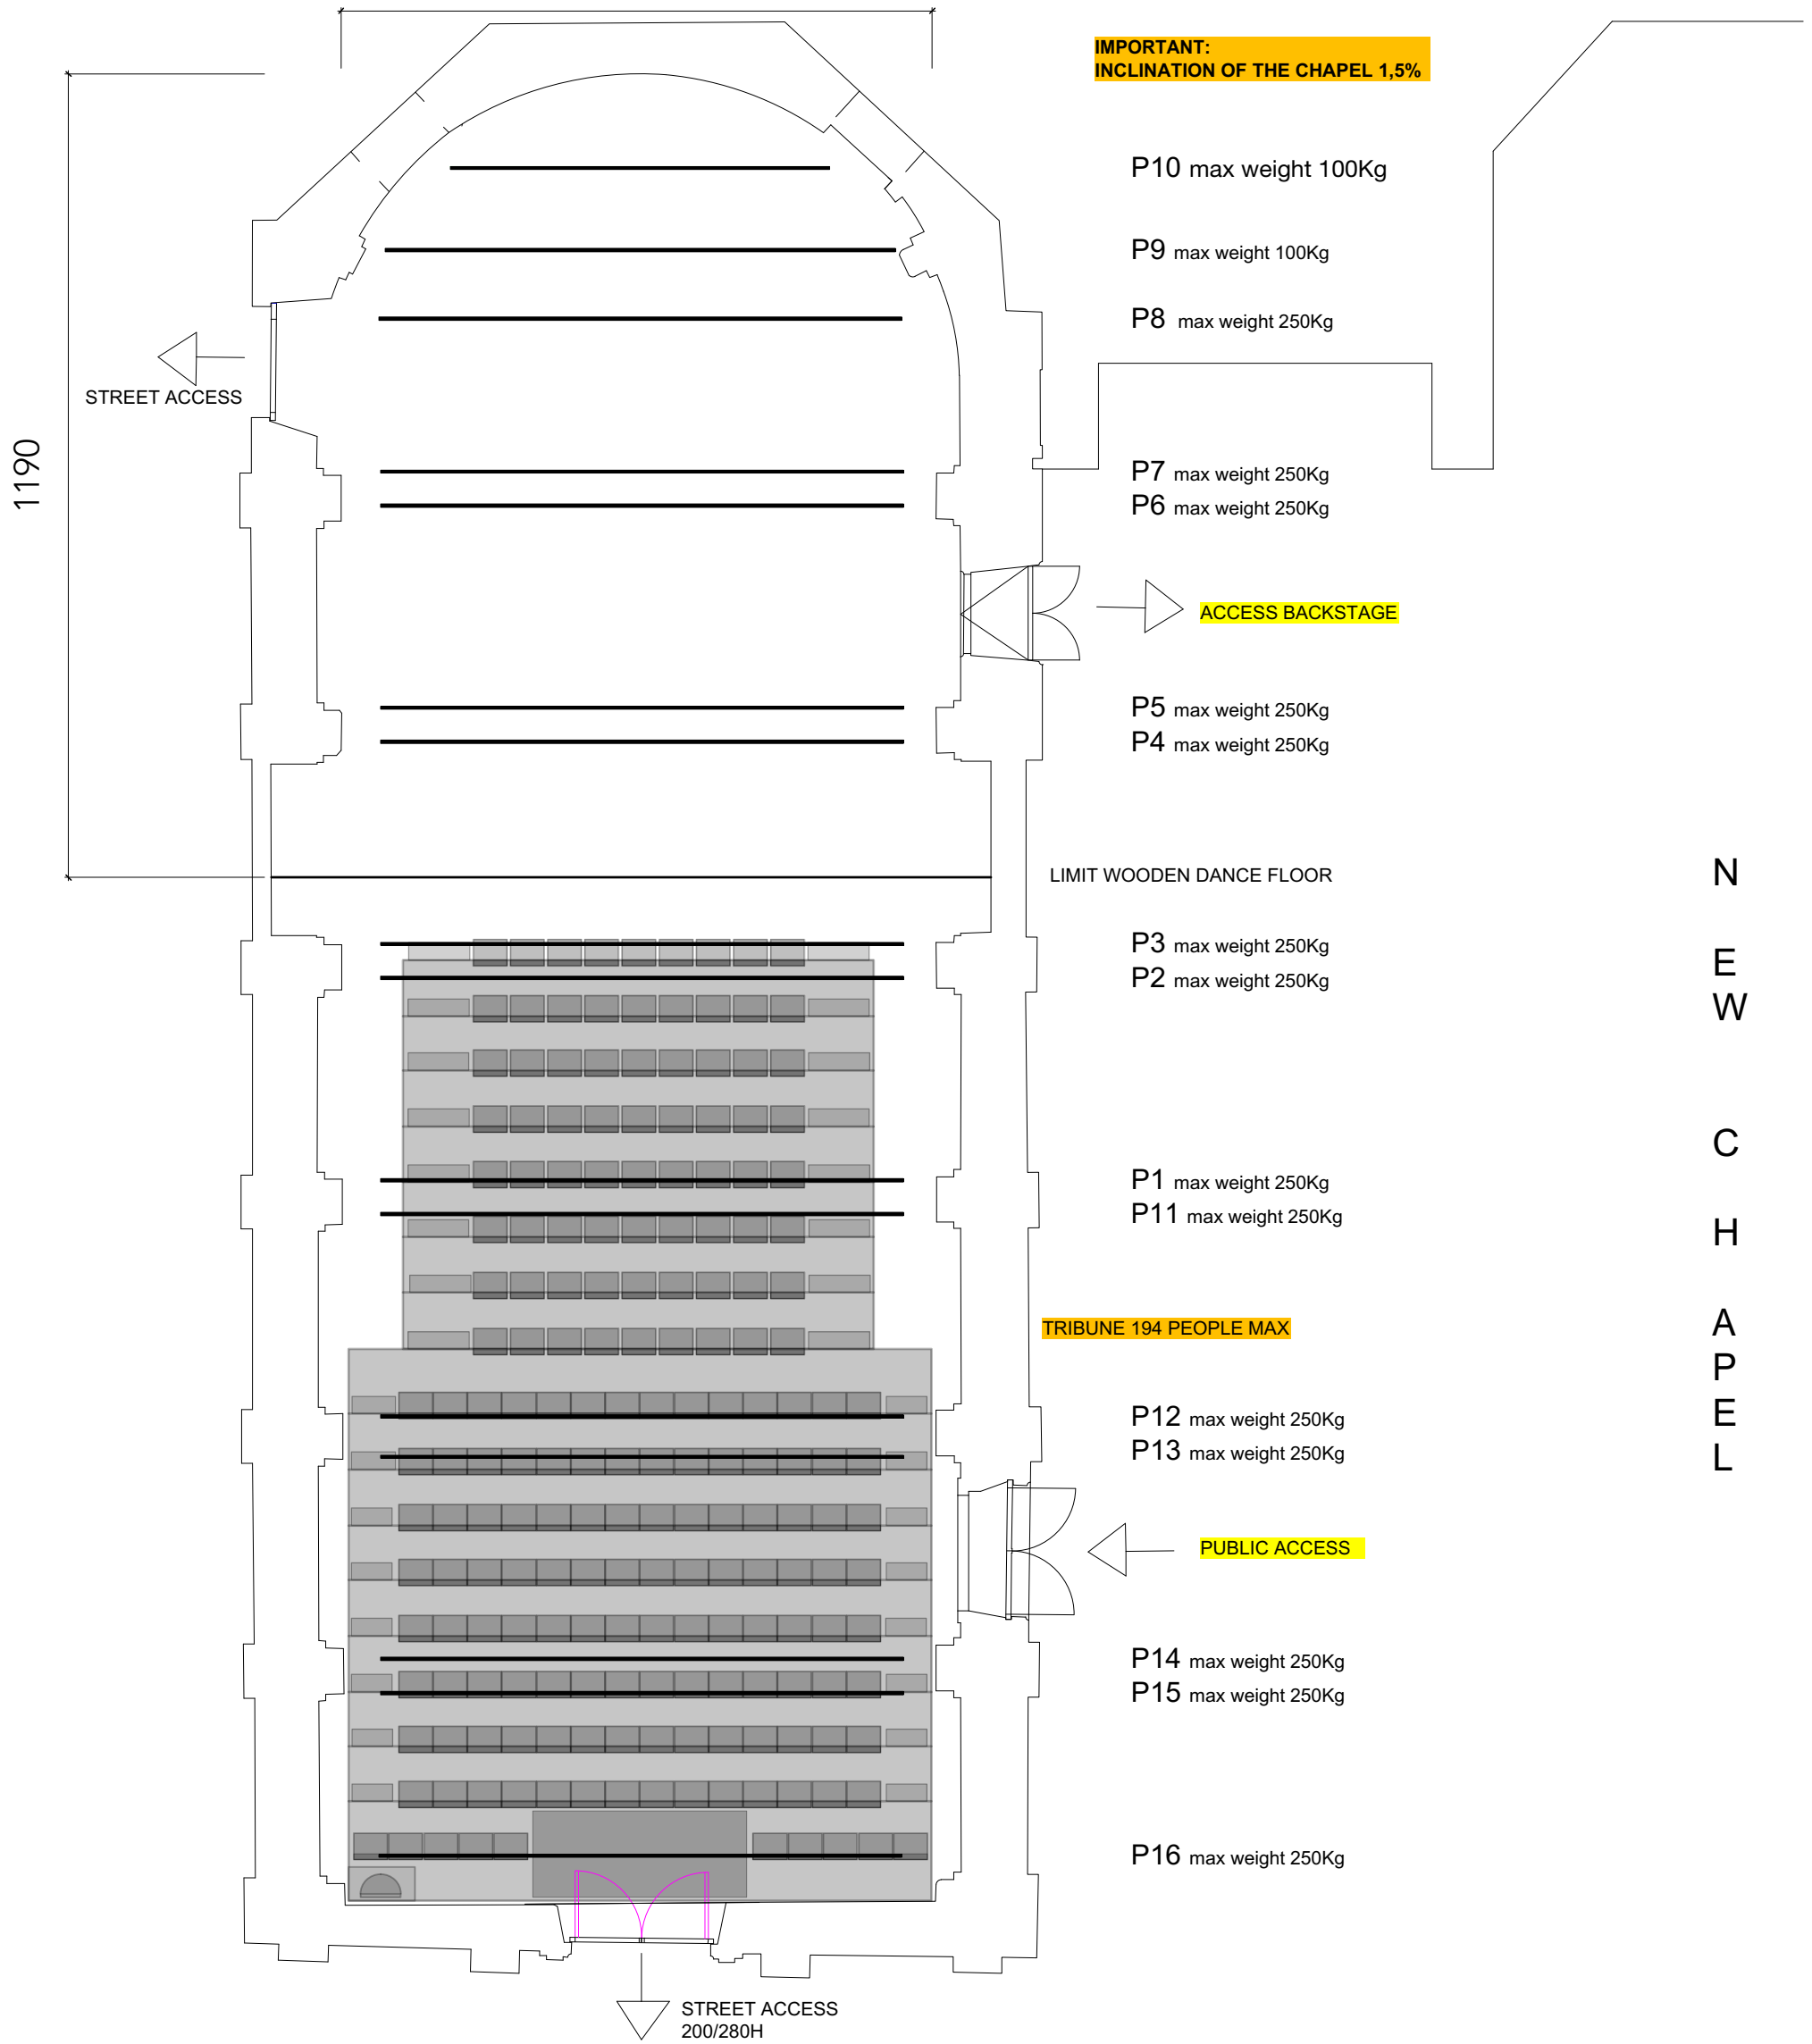 IMPORTANT:
INCLINATION OF THE CHAPEL 1,5%
P10 max weight 100Kg
P9 max weight 100Kg
P8 max weight 250Kg
STREET ACCESS
1190
P7 max weight 250Kg
P6 max weight 250Kg
ACCESS BACKSTAGE
P5 max weight 250Kg
P4 max weight 250Kg
LIMIT WOODEN DANCE FLOOR
P3 max weight 250Kg
P2 max weight 250Kg
P1 max weight 250Kg
P11 max weight 250Kg
TRIBUNE 194 PEOPLE MAX
P12 max weight 250Kg
P13 max weight 250Kg
PUBLIC ACCESS
P14 max weight 250Kg
P15 max weight 250Kg
P16 max weight 250Kg
STREET ACCESS
200/280H
NEW CHAPEL